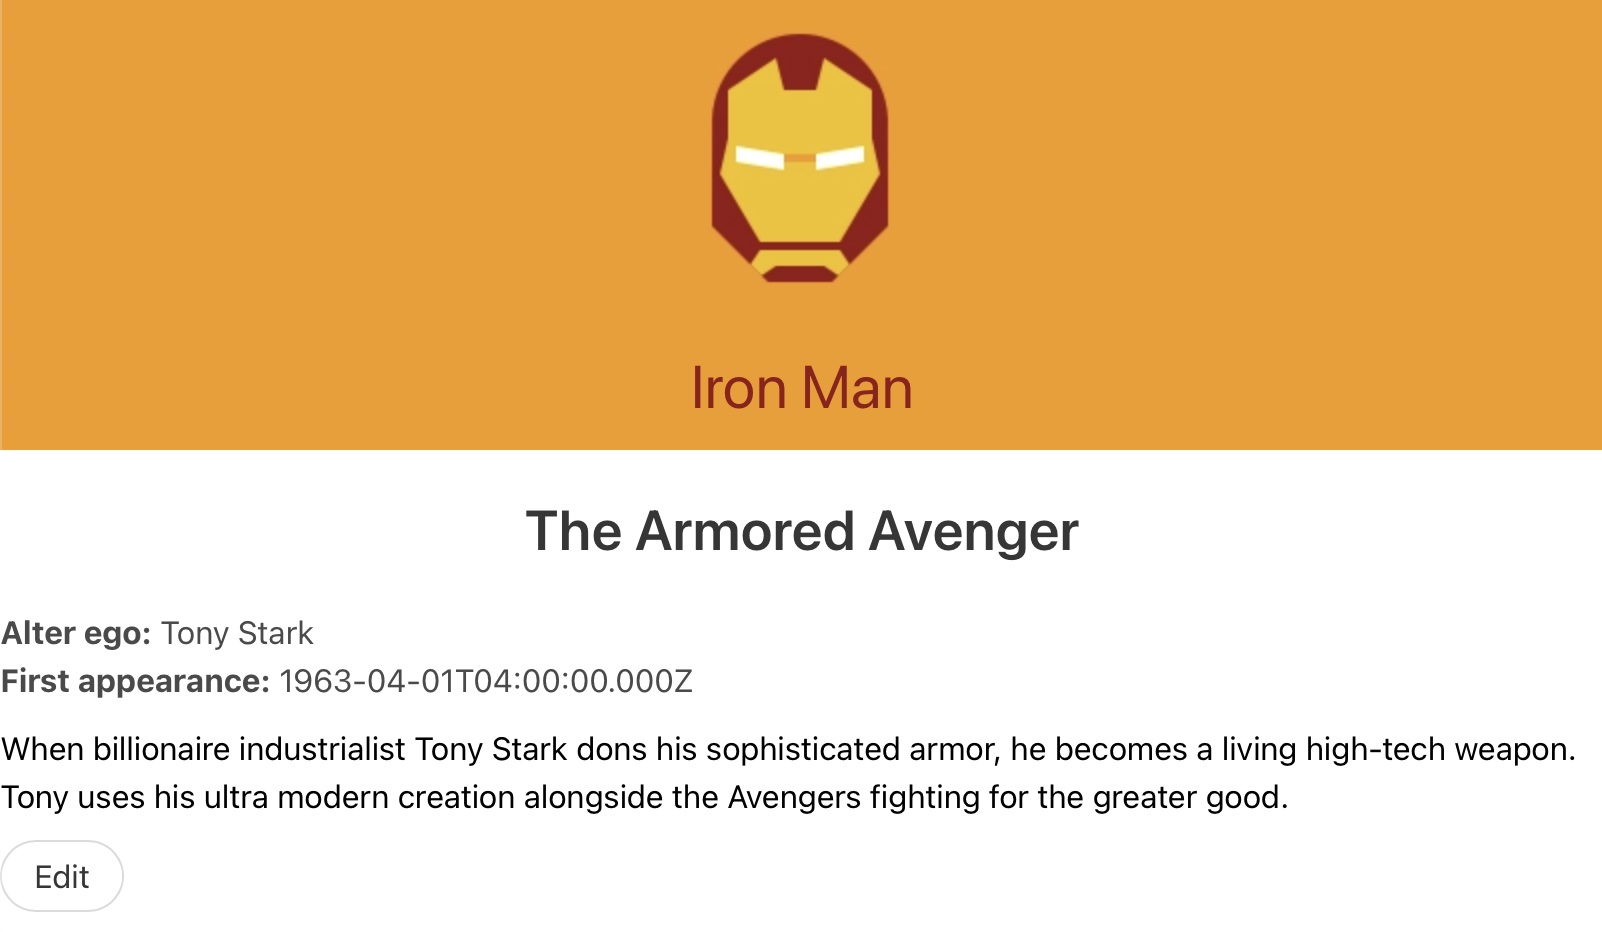 Iron Man
The Armored Avenger
Alter ego: Tony Stark
First appearance: 1963-04-01T04:00:00.000Z
When billionaire industrialist Tony Stark dons his sophisticated armor, he becomes a living high-tech weapon.
Tony uses his ultra modern creation alongside the Avengers fighting for the greater good.
Edit